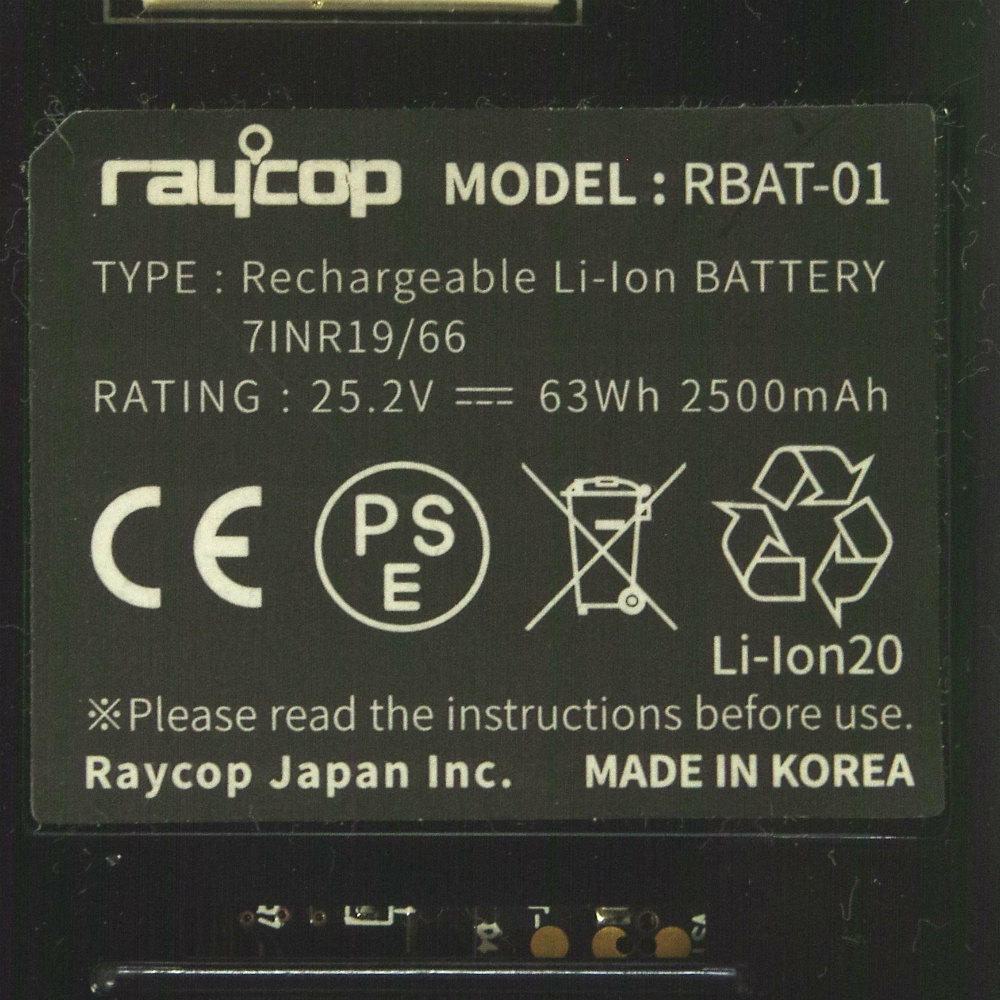 raycop MODEL : RBAT-01
TYPE : Rechargeable Li-Ion BATTERY
7INR19/66
RATING : 25.2V ⎓ 63Wh 2500mAh
CE PSE
Li-Ion20
※Please read the instructions before use.
Raycop Japan Inc. MADE IN KOREA